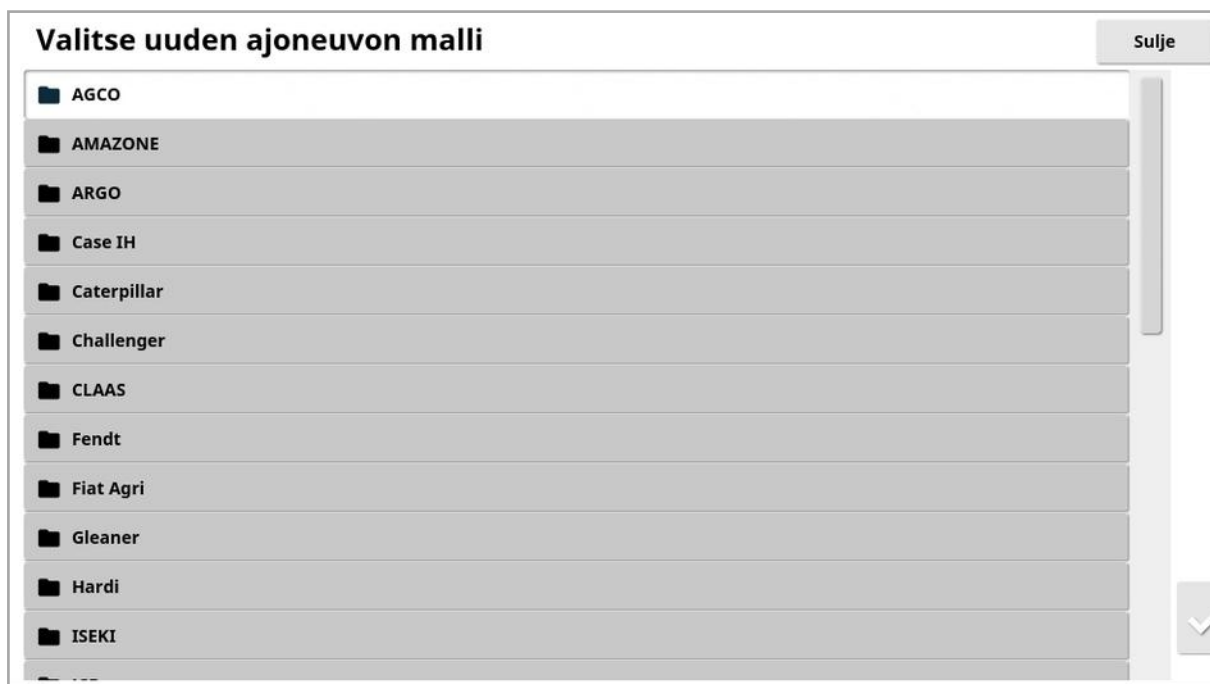 Valitse uuden ajoneuvon malli
Sulje
AGCO
AMAZONE
ARGO
Case IH
Caterpillar
Challenger
CLAAS
Fendt
Fiat Agri
Gleaner
Hardi
ISEKI